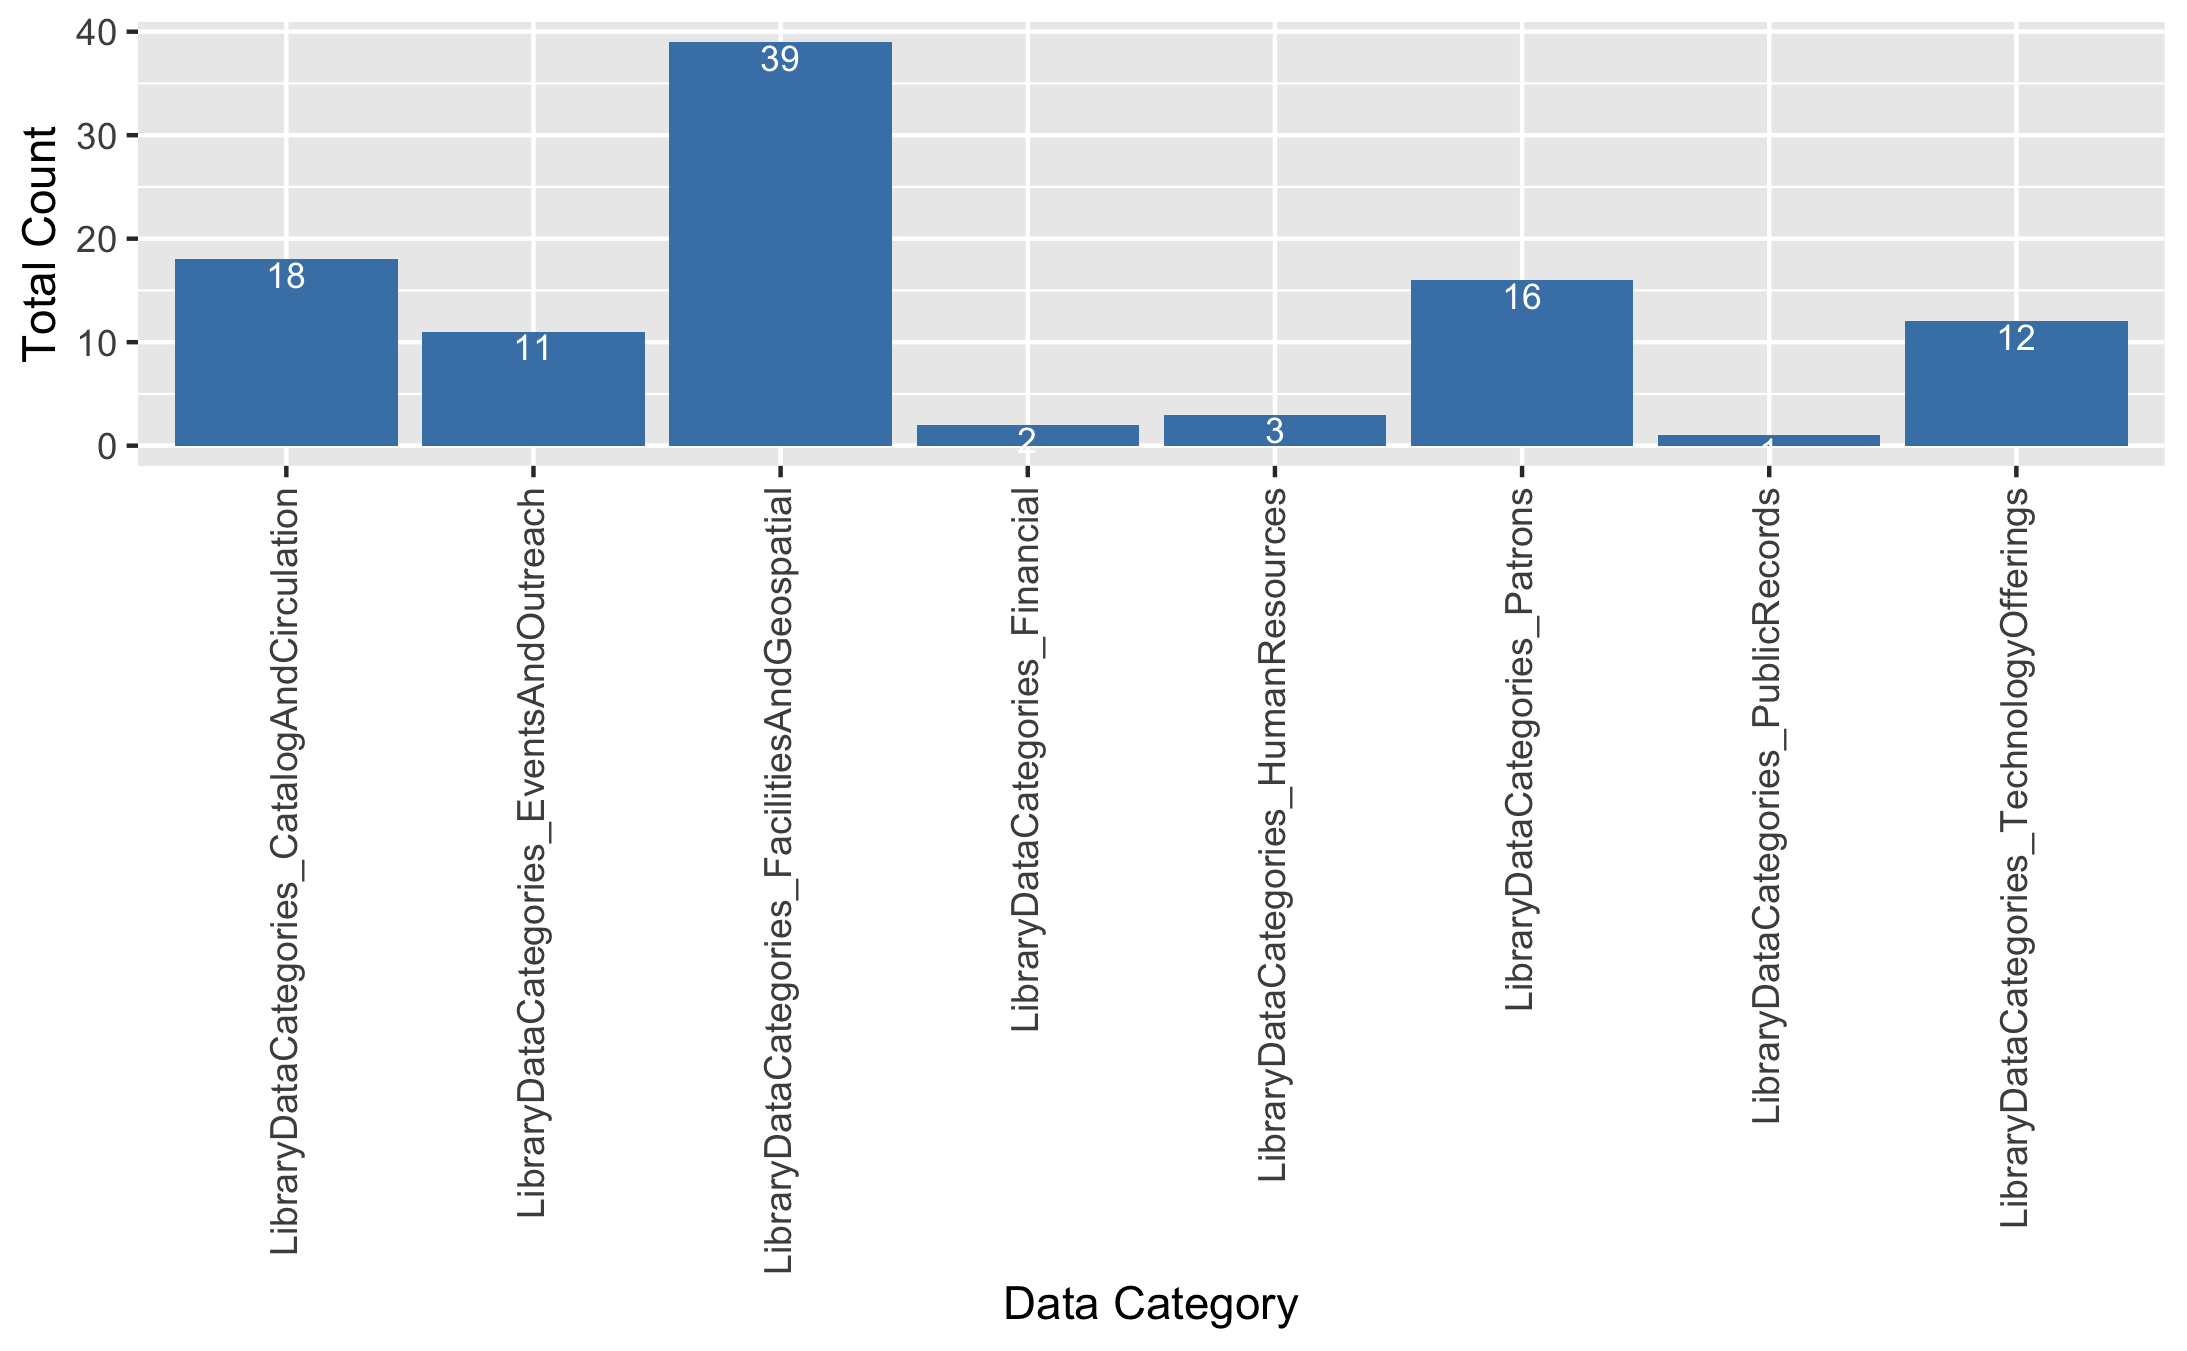 Total Count
40
30
20
10
0
18
11
39
2
3
16
1
12
LibraryDataCategories_CatalogAndCirculation
LibraryDataCategories_EventsAndOutreach
LibraryDataCategories_FacilitiesAndGeospatial
LibraryDataCategories_Financial
LibraryDataCategories_HumanResources
LibraryDataCategories_Patrons
LibraryDataCategories_PublicRecords
LibraryDataCategories_TechnologyOfferings
Data Category